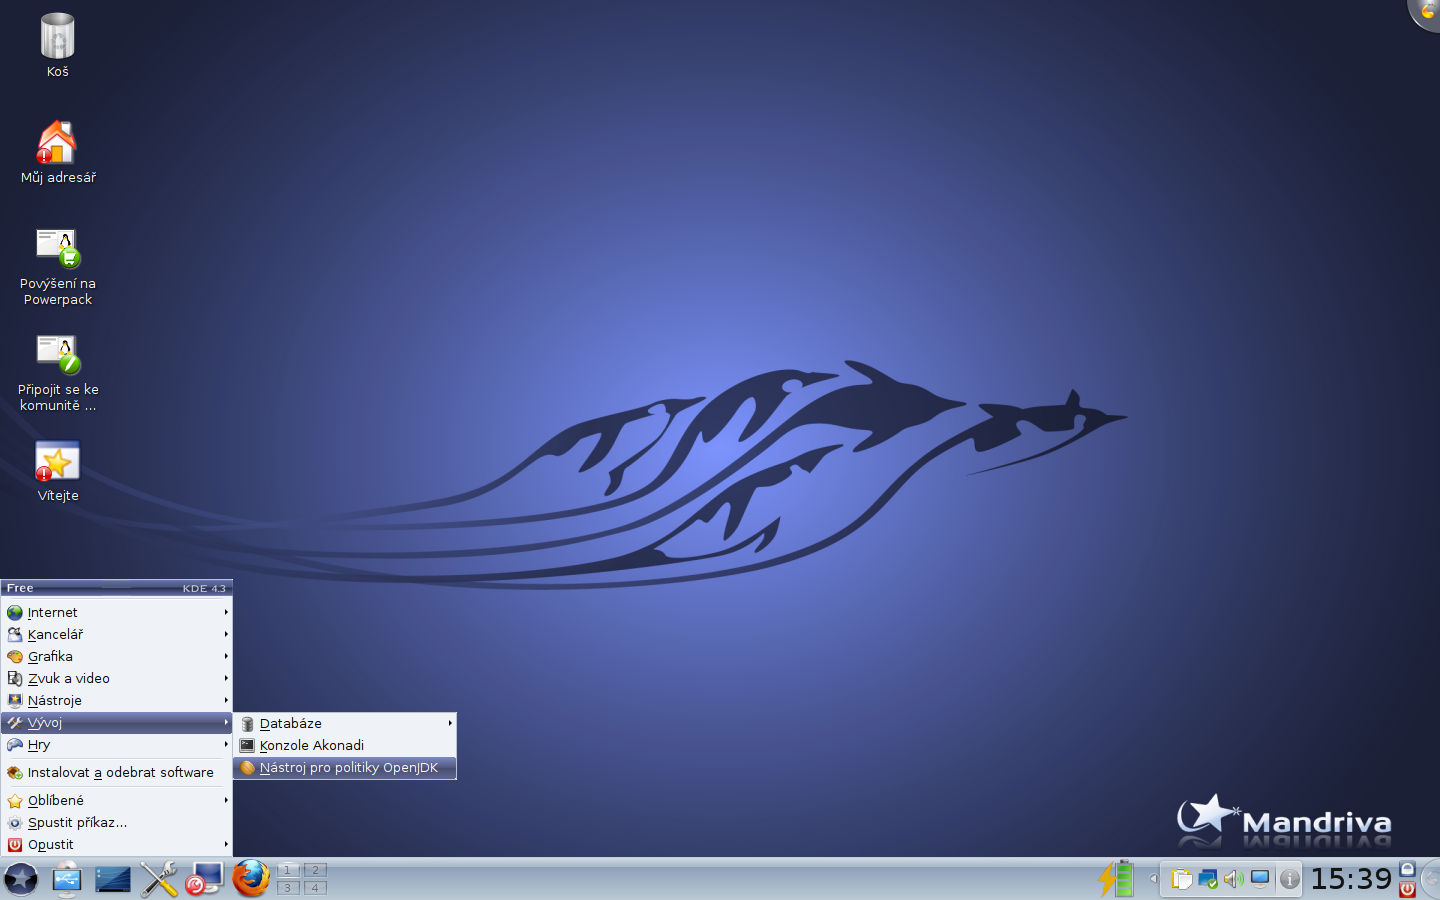 Koš
Můj adresář
Povýšení na
Powerpack
Připojit se ke
komunitě ...
Vítejte
Free KDE 4.3
Internet
Kancelář
Grafika
Zvuk a video
Nástroje
Vývoj
Hry
Instalovat a odebrat software
Oblíbené
Spustit příkaz...
Opustit
Databáze
Konzole Akonadi
Nástroj pro politiky OpenJDK
Mandriva
1 2
3 4
15:39